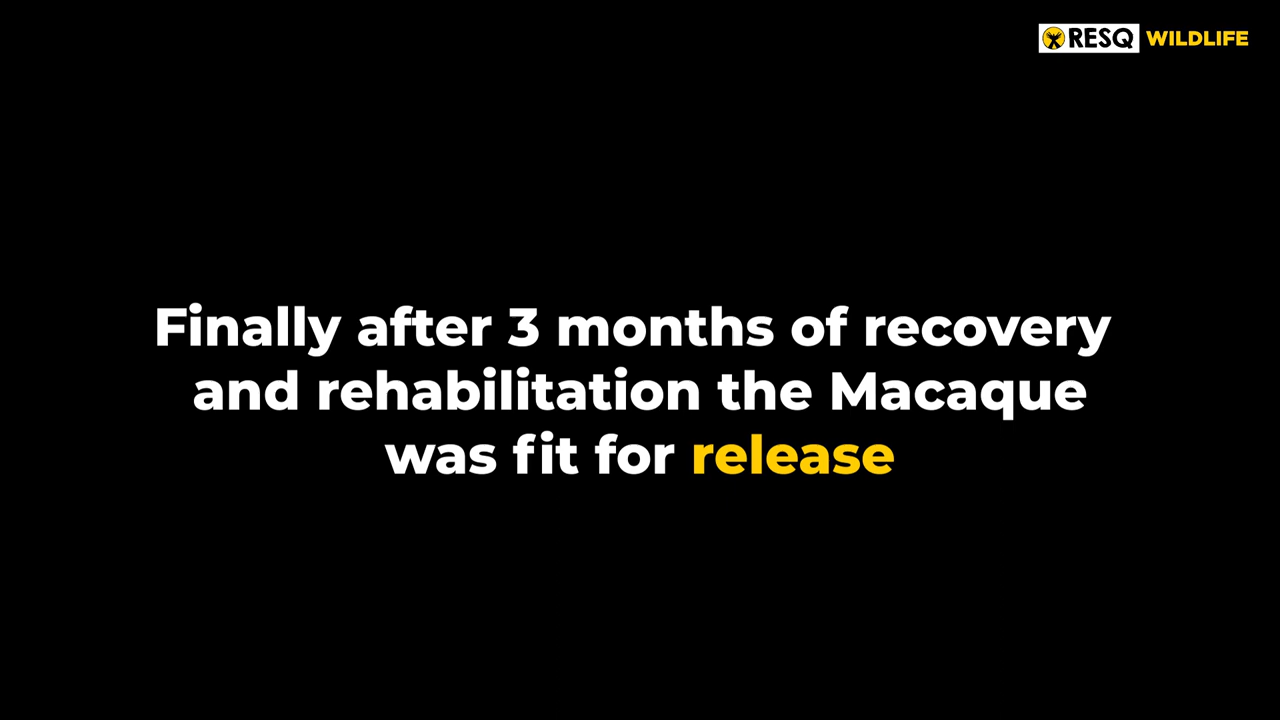 RESQ WILDLIFE
Finally after 3 months of recovery
and rehabilitation the Macaque
was fit for release